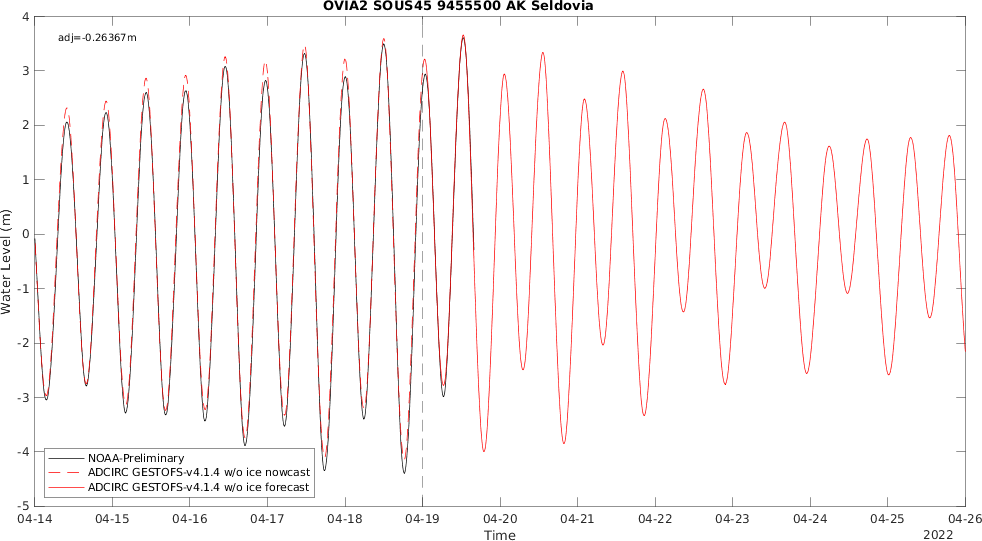 OVIA2 SOUS45 9455500 AK Seldovia
adj=-0.26367m
Water Level (m)
4
3
2
1
0
-1
-2
-3
-4
-5
NOAA-Preliminary
ADCIRC GESTOFS-v4.1.4 w/o ice nowcast
ADCIRC GESTOFS-v4.1.4 w/o ice forecast
04-14 04-15 04-16 04-17 04-18 04-19 04-20 04-21 04-22 04-23 04-24 04-25 04-26
Time
2022